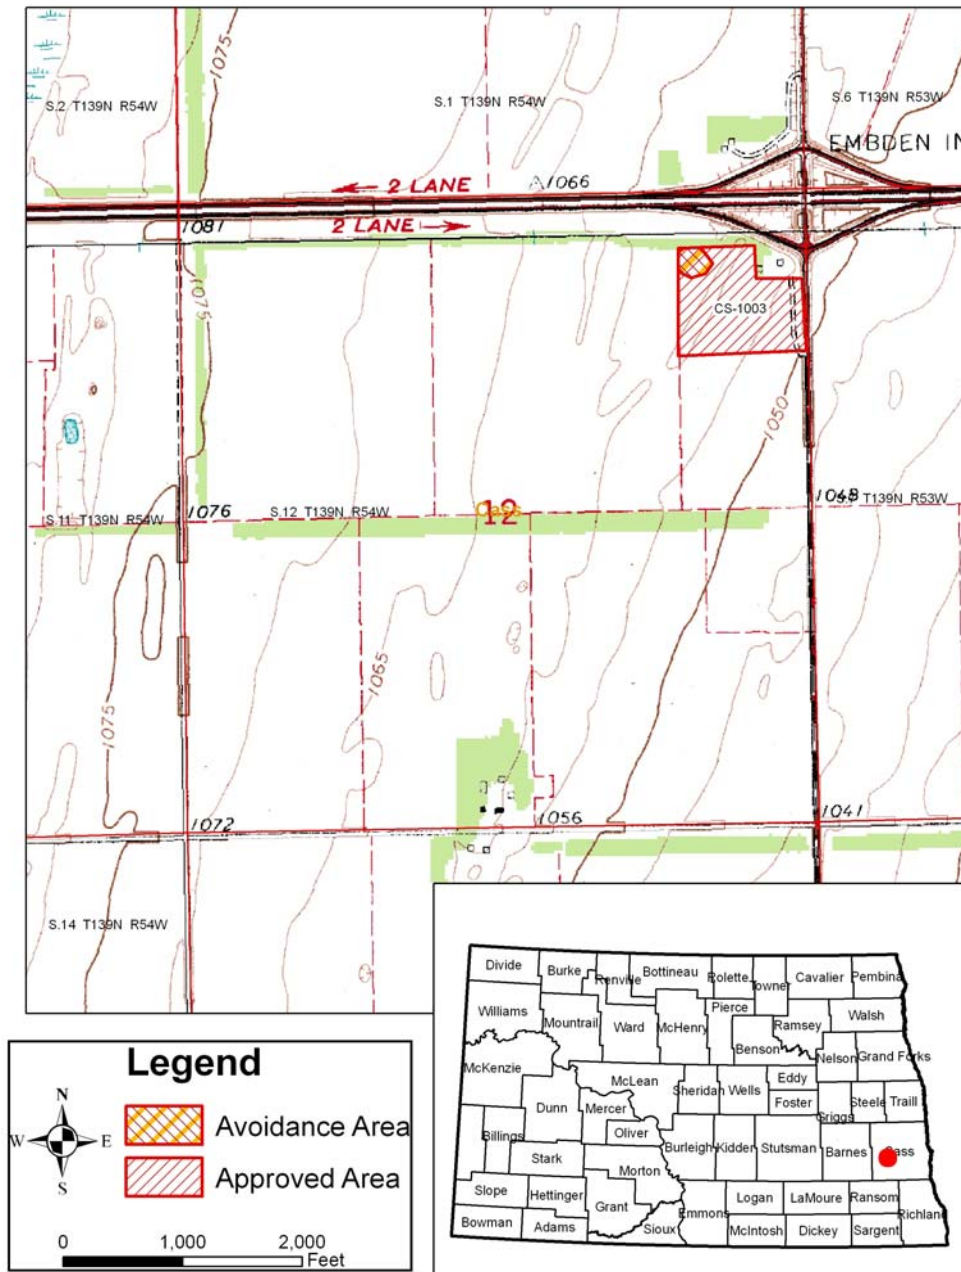 1075
S.2 T139N R54W
S.1 T139N R54W
S.6 T139N R53W
EMBDEN IN
2 LANE
1066
1081
2 LANE
1075
CS-1003
1050
1076
S.11 T139N R54W
S.12 T139N R54W
12
Cass
1048
T139N R53W
1065
1075
1072
1056
1041
S.14 T139N R54W
Legend
N
W E
S
Avoidance Area
Approved Area
0 1,000 2,000
Feet
Divide Burke Renville Bottineau Rolette Towner Cavalier Pembina
Williams Mountrail Ward McHenry Pierce Ramsey Walsh
Benson Nelson Grand Forks
McKenzie McLean Sheridan Wells Eddy
Dunn Mercer Foster Griggs Steele Traill
Billings Oliver Burleigh Kidder Stutsman Barnes Cass
Stark Morton
Slope Hettinger Grant Emmons Logan LaMoure Ransom Richland
Bowman Adams Sioux McIntosh Dickey Sargent